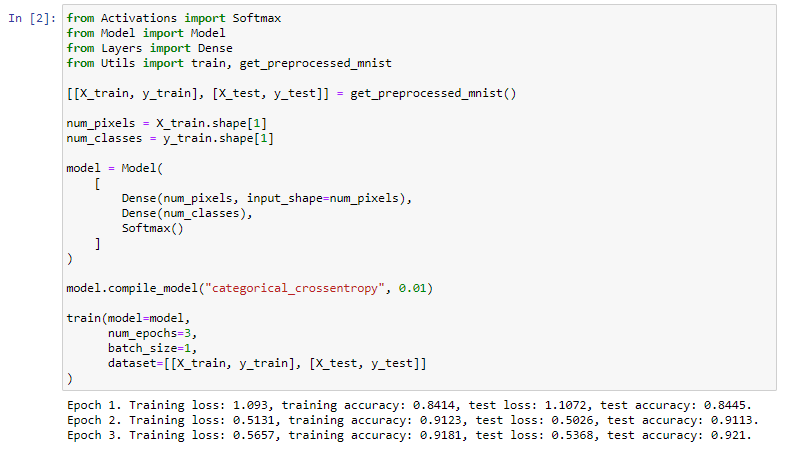 In [2]: from Activations import Softmax
from Model import Model
from Layers import Dense
from Utils import train, get_preprocessed_mnist

[[X_train, y_train], [X_test, y_test]] = get_preprocessed_mnist()

num_pixels = X_train.shape[1]
num_classes = y_train.shape[1]

model = Model(
    [
        Dense(num_pixels, input_shape=num_pixels),
        Dense(num_classes),
        Softmax()
    ]
)

model.compile_model("categorical_crossentropy", 0.01)

train(model=model,
      num_epochs=3,
      batch_size=1,
      dataset=[[X_train, y_train], [X_test, y_test]]
)
Epoch 1. Training loss: 1.093, training accuracy: 0.8414, test loss: 1.1072, test accuracy: 0.8445.
Epoch 2. Training loss: 0.5131, training accuracy: 0.9123, test loss: 0.5026, test accuracy: 0.9113.
Epoch 3. Training loss: 0.5657, training accuracy: 0.9181, test loss: 0.5368, test accuracy: 0.921.